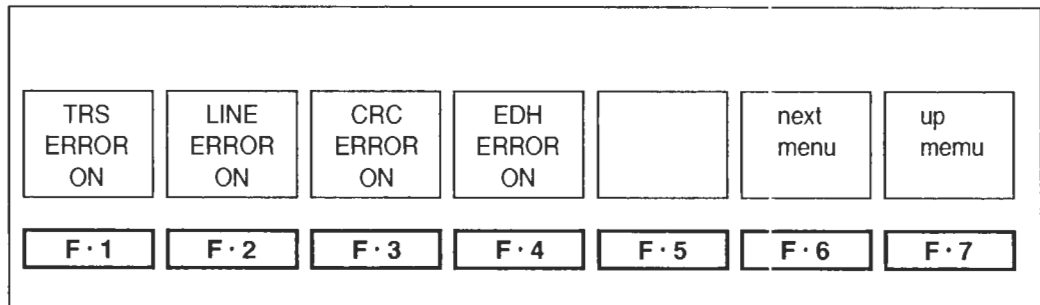 TRS
ERROR
ON
LINE
ERROR
ON
CRC
ERROR
ON
EDH
ERROR
ON
next
menu
up
memu
F·1
F·2
F·3
F·4
F·5
F·6
F·7